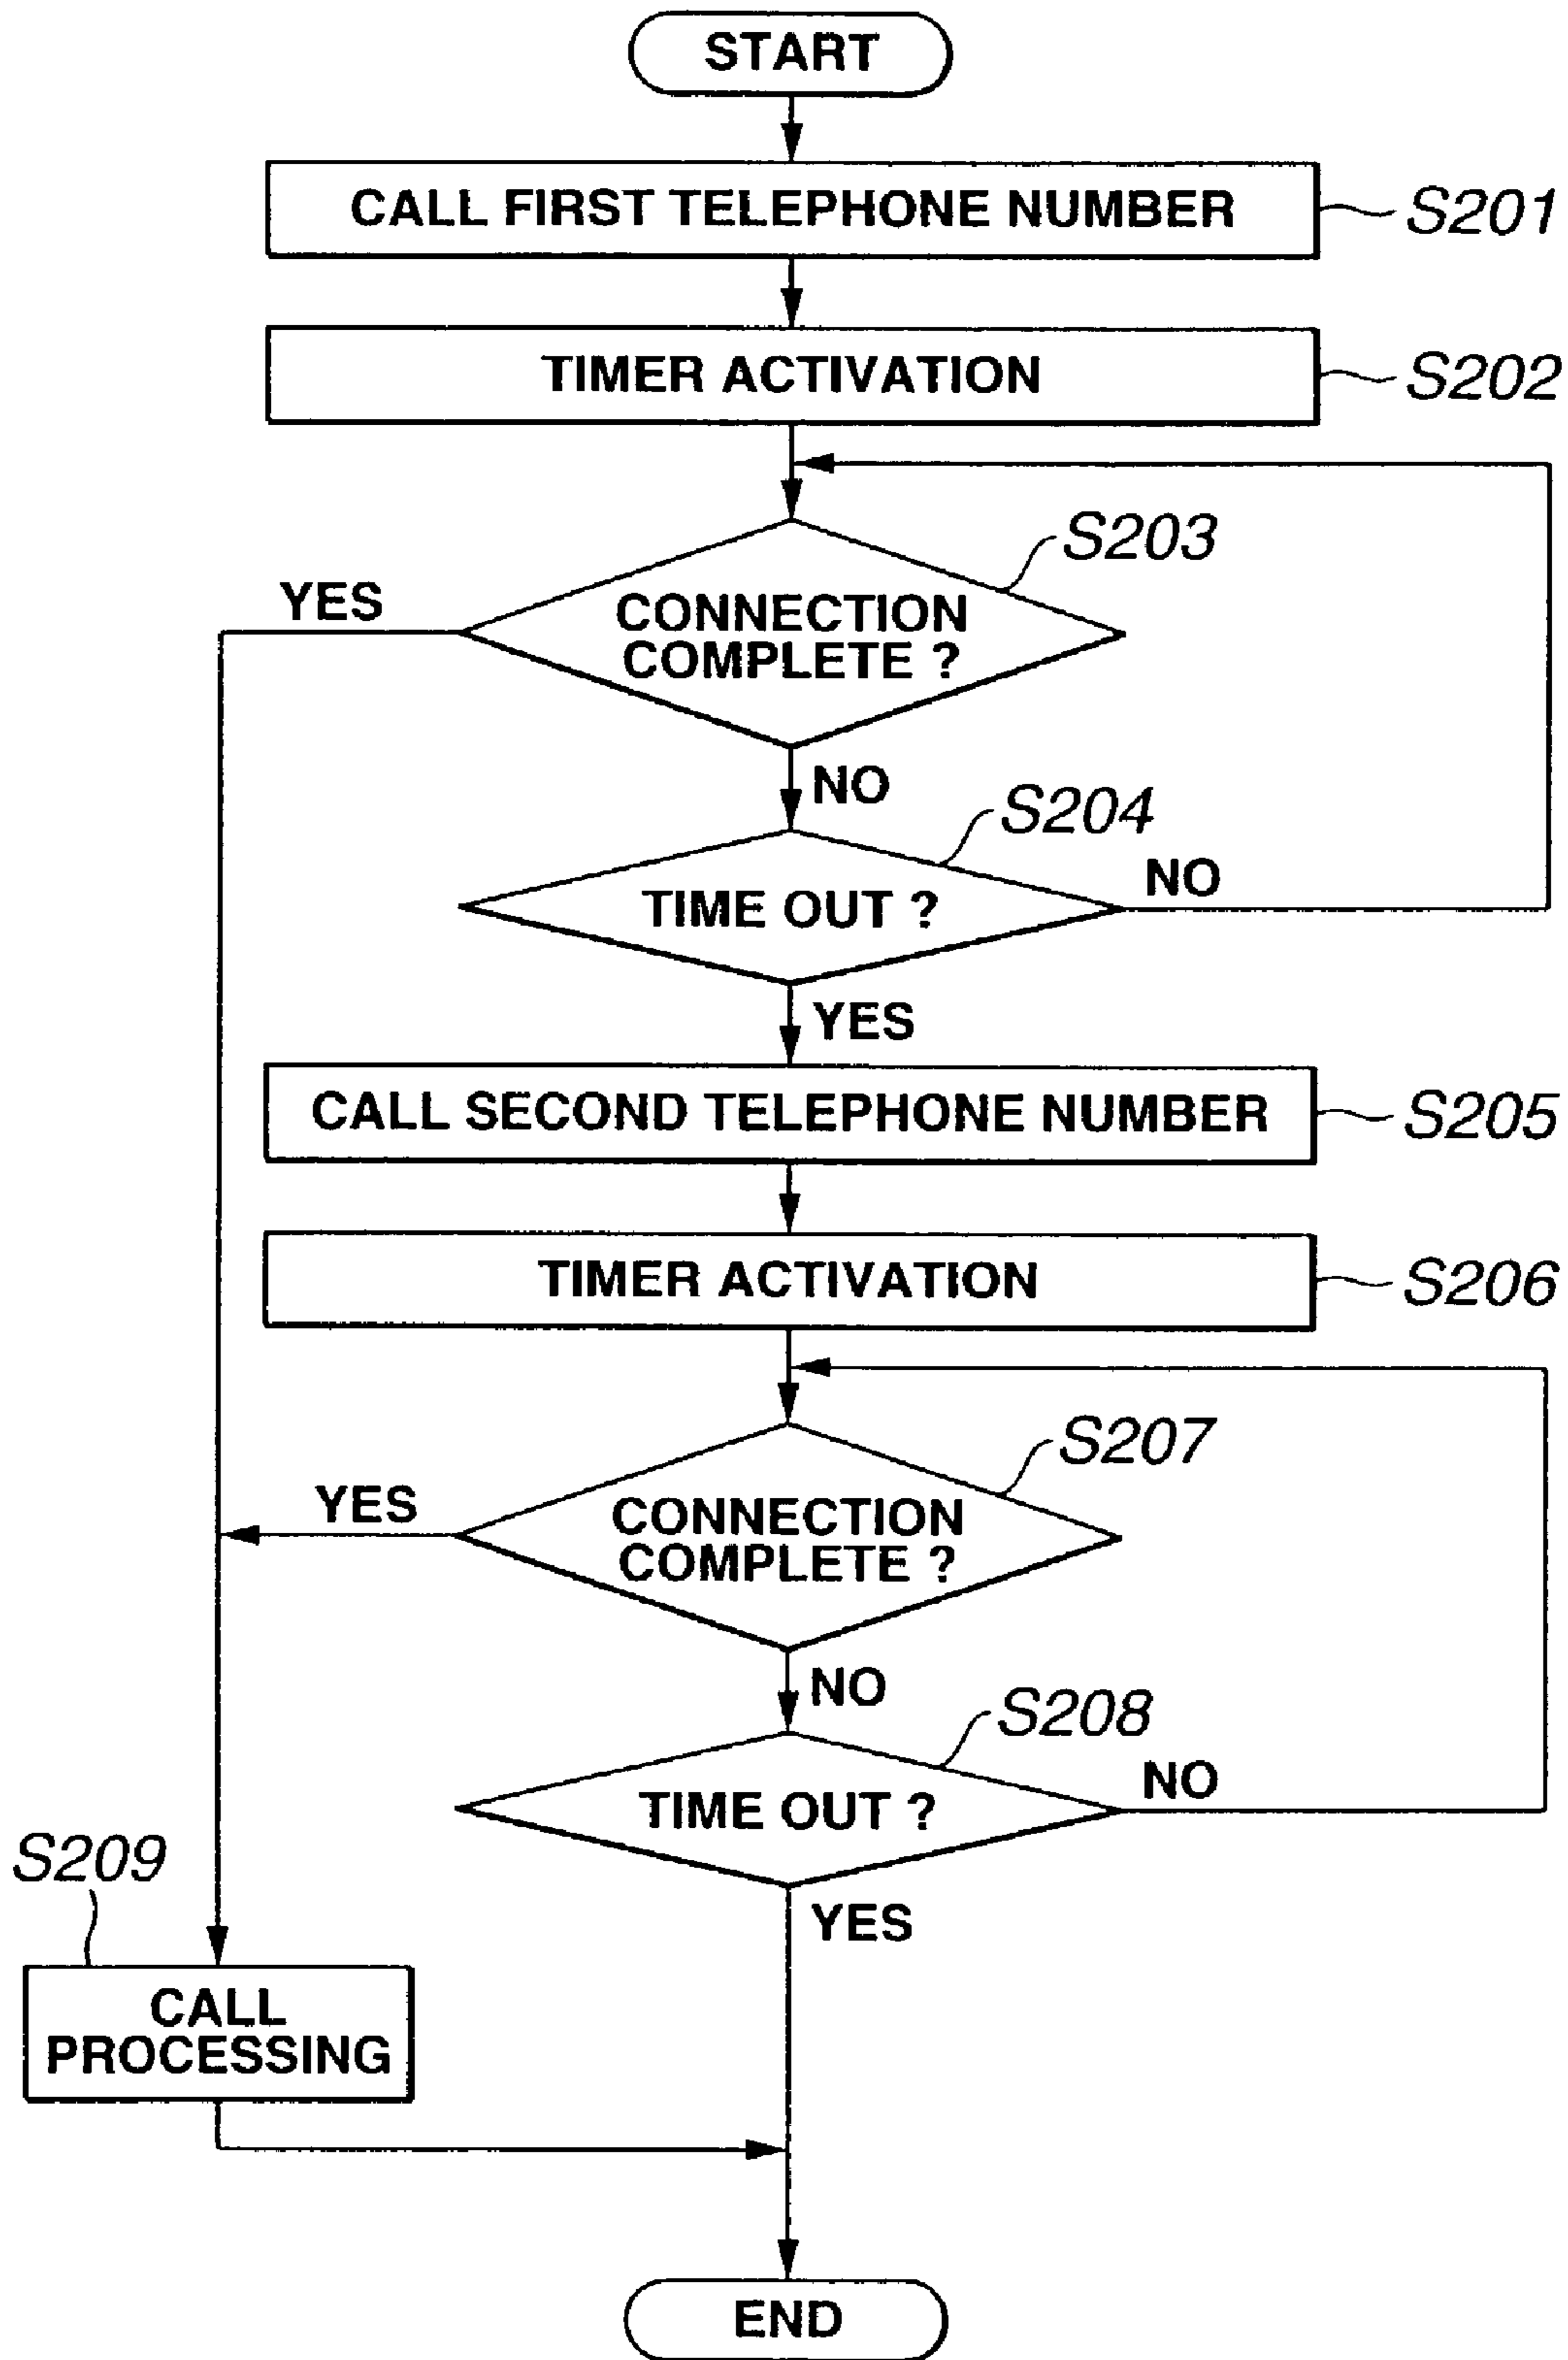 START
CALL FIRST TELEPHONE NUMBER
S201
TIMER ACTIVATION
S202
S203
YES
CONNECTION
COMPLETE ?
NO
S204
TIME OUT ?
NO
YES
CALL SECOND TELEPHONE NUMBER
S205
TIMER ACTIVATION
S206
S207
YES
CONNECTION
COMPLETE ?
NO
S208
TIME OUT ?
NO
S209
YES
CALL
PROCESSING
END